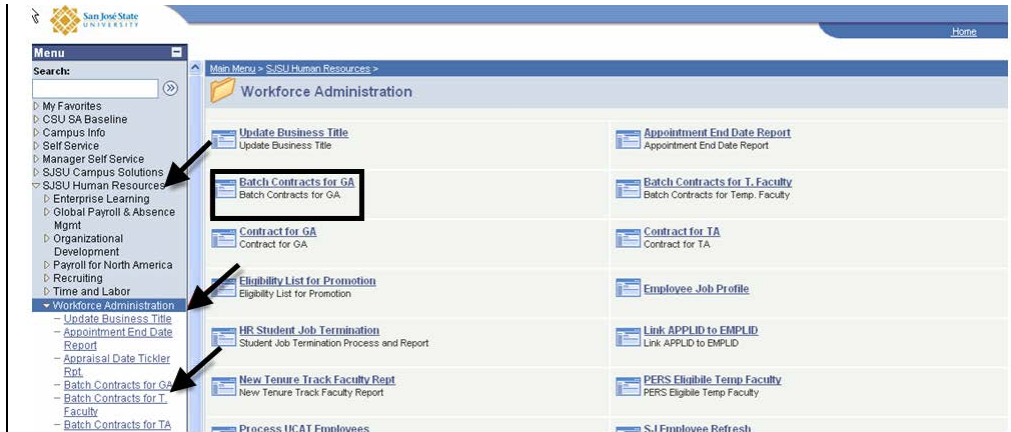 San José State
UNIVERSITY
Home
Menu
Search:
My Favorites
CSU SA Baseline
Campus Info
Self Service
Manager Self Service
SJSU Campus Solutions
SJSU Human Resources
Enterprise Learning
Global Payroll & Absence
Mgmt
Organizational
Development
Payroll for North America
Recruiting
Time and Labor
Workforce Administration
Update Business Title
Appointment End Date
Report
Appraisal Date Tickler
Rpt.
Batch Contracts for GA
Batch Contracts for T.
Faculty
Batch Contracts for TA
Main Menu > SJSU Human Resources >
Workforce Administration
Update Business Title
Update Business Title
Appointment End Date Report
Appointment End Date Report
Batch Contracts for GA
Batch Contracts for GA
Batch Contracts for T. Faculty
Batch Contracts for Temp. Faculty
Contract for GA
Contract for GA
Contract for TA
Contract for TA
Eligibility List for Promotion
Eligibility List for Promotion
Employee Job Profile
HR Student Job Termination
Student Job Termination Process and Report
Link APPLID to EMPLID
Link APPLID to EMPLID
New Tenure Track Faculty Rept
New Tenure Track Faculty Report
PERS Eligibile Temp Faculty
PERS Eligibile Temp Faculty
Process UCAT Employees
SJ Employee Refresh